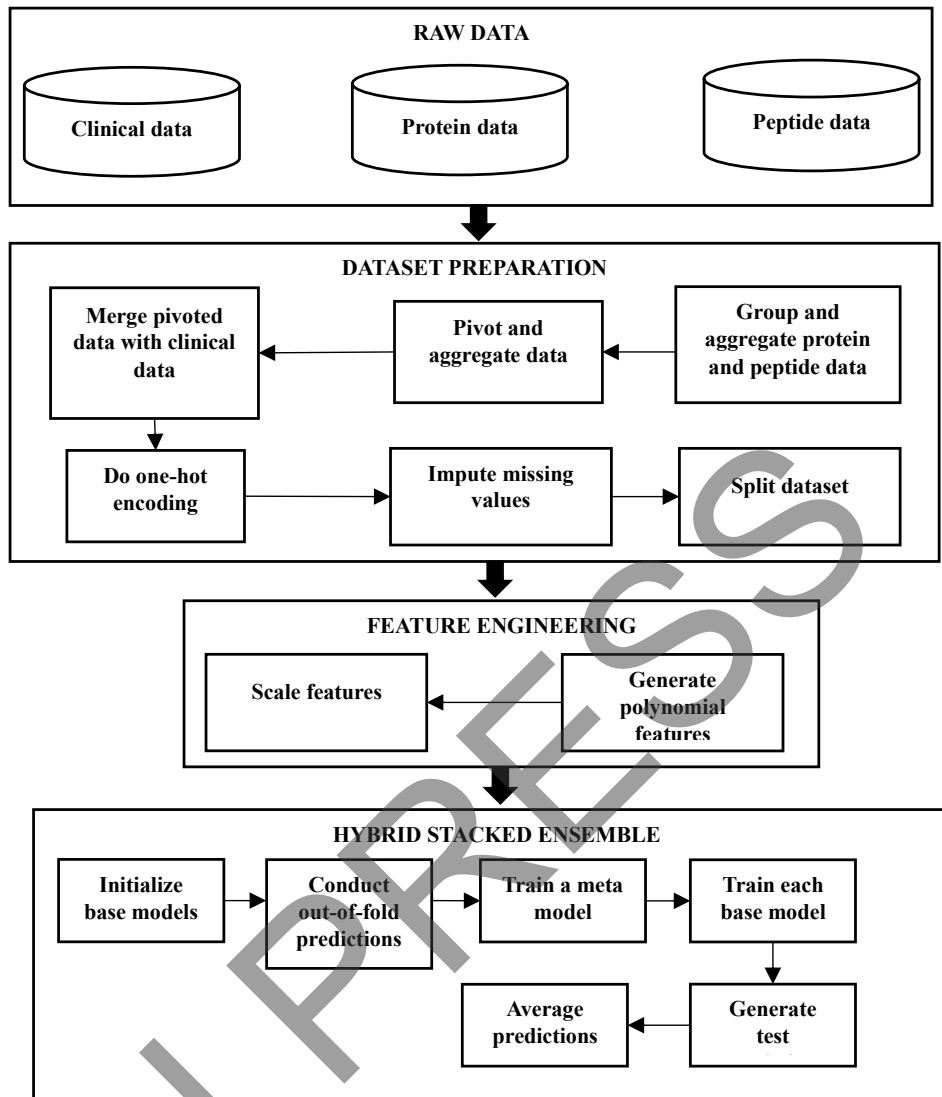 RAW DATA
Clinical data
Protein data
Peptide data
DATASET PREPARATION
Merge pivoted
data with clinical
data
Pivot and
aggregate data
Group and
aggregate protein
and peptide data
Do one-hot
encoding
Impute missing
values
Split dataset
FEATURE ENGINEERING
Scale features
Generate
polynomial
features
HYBRID STACKED ENSEMBLE
Initialize
base models
Conduct
out-of-fold
predictions
Train a meta
model
Train each
base model
Average
predictions
Generate
test
PRESS